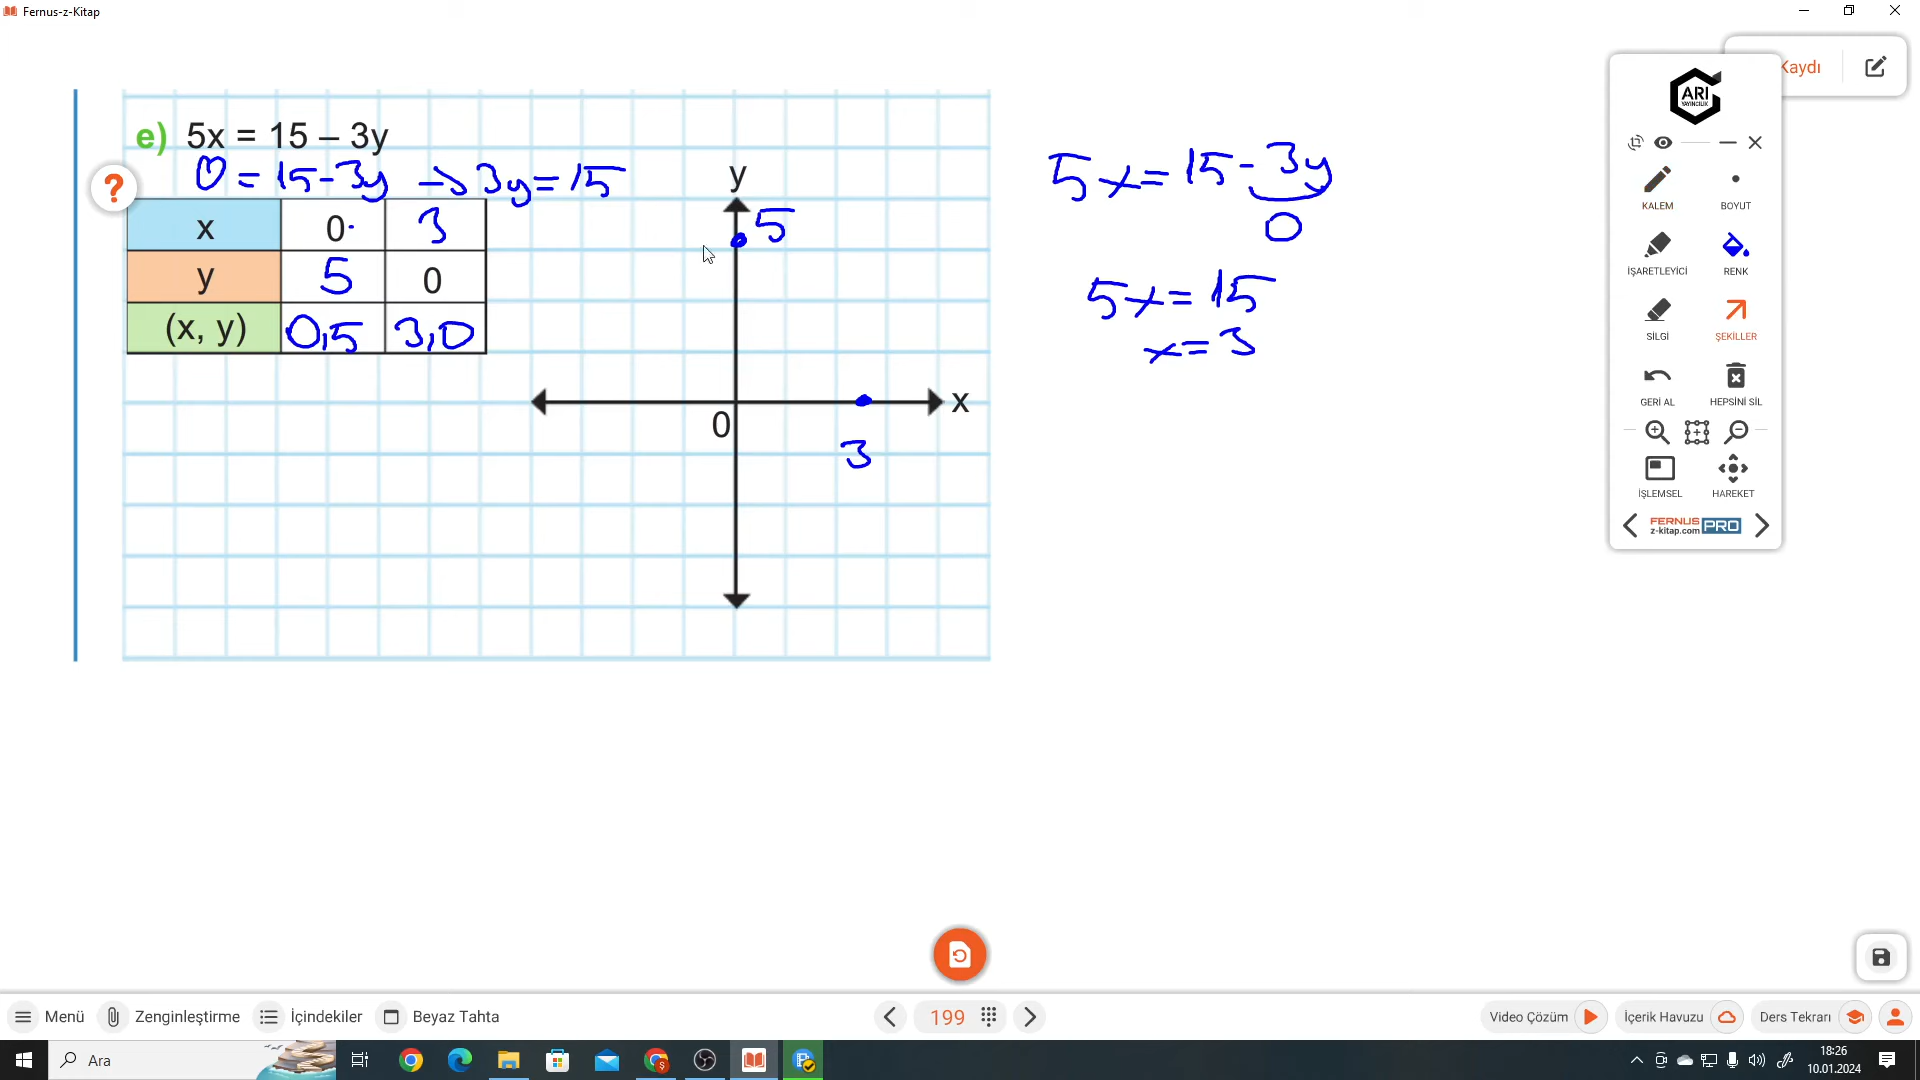 Fernus-z-Kitap
Kaydı
ARI
YAYINCILIK
e) 5x = 15 – 3y
0 = 15-3y → 3y = 15
?
x 0 3
y 5 0
(x, y) 0,5 3,0
y
5
x
0
3
5x = 15 - 3y
0
5x = 15
x = 3
KALEM BOYUT
İŞARETLEYİCİ RENK
SİLGİ ŞEKİLLER
GERİ AL HEPSİNİ SİL
İŞLEMSEL HAREKET
FERNUS PRO
z-kitap.com
Menü Zenginleştirme İçindekiler Beyaz Tahta 199 Video Çözüm İçerik Havuzu Ders Tekrarı
Ara
18:26
10.01.2024